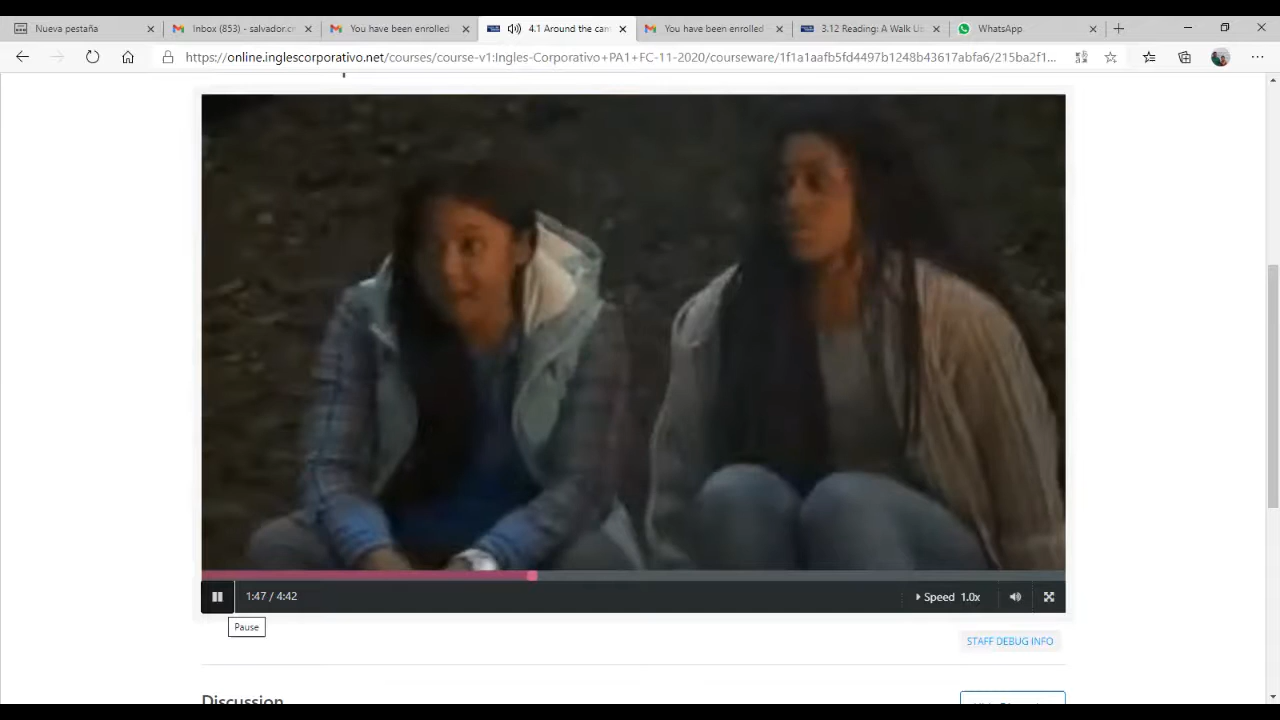 Nueva pestaña
Inbox (853) - salvador.c
You have been enrolled
4.1 Around the cam
You have been enrolled
3.12 Reading: A Walk U
WhatsApp
https://online.inglescorporativo.net/courses/course-v1:Ingles-Corporativo+PA1+FC-11-2020/courseware/1f1a1aafb5fd4497b1248b43617abfa6/215ba2f1...
1:47 / 4:42
Speed 1.0x
Pause
STAFF DEBUG INFO
Discussion